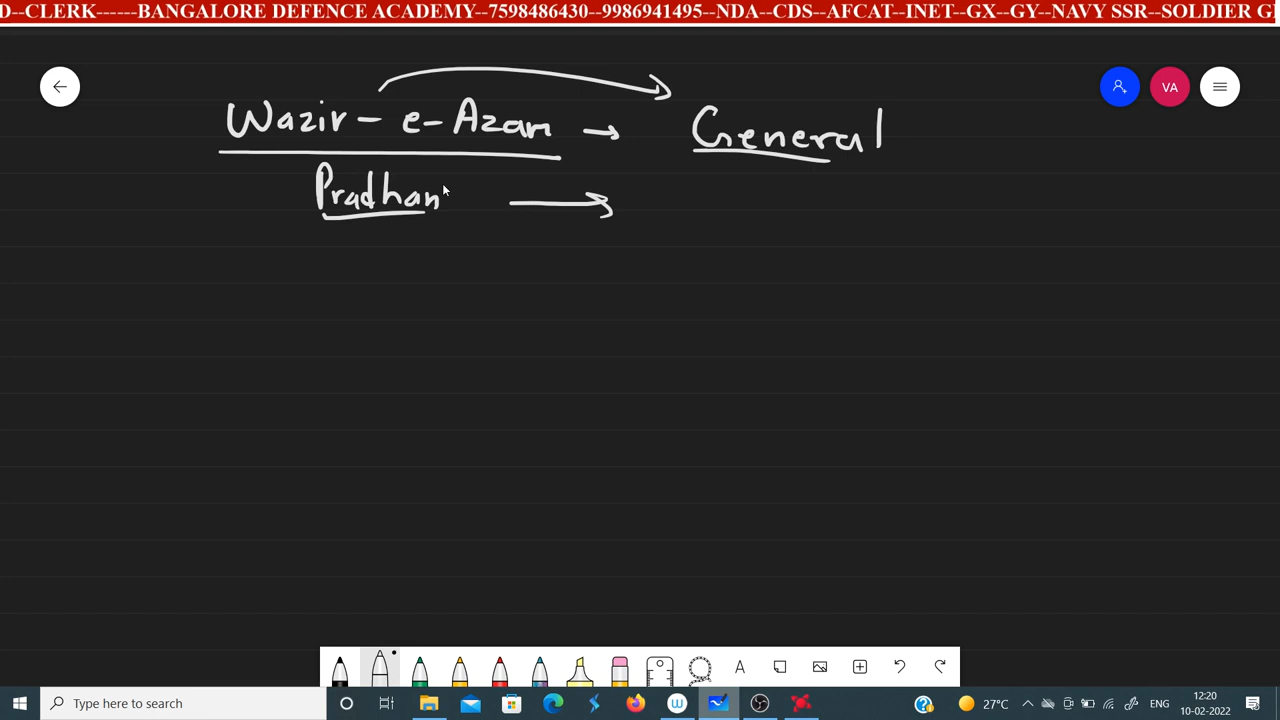 D--CLERK------BANGALORE DEFENCE ACADEMY--7598486430--9986941495--NDA--CDS--AFCAT--INET--GX--GY--NAVY SSR--SOLDIER GE
VA
Wazir - e - Azam → General
Pradhan →
A
Type here to search
27°C
ENG
12:20
10-02-2022